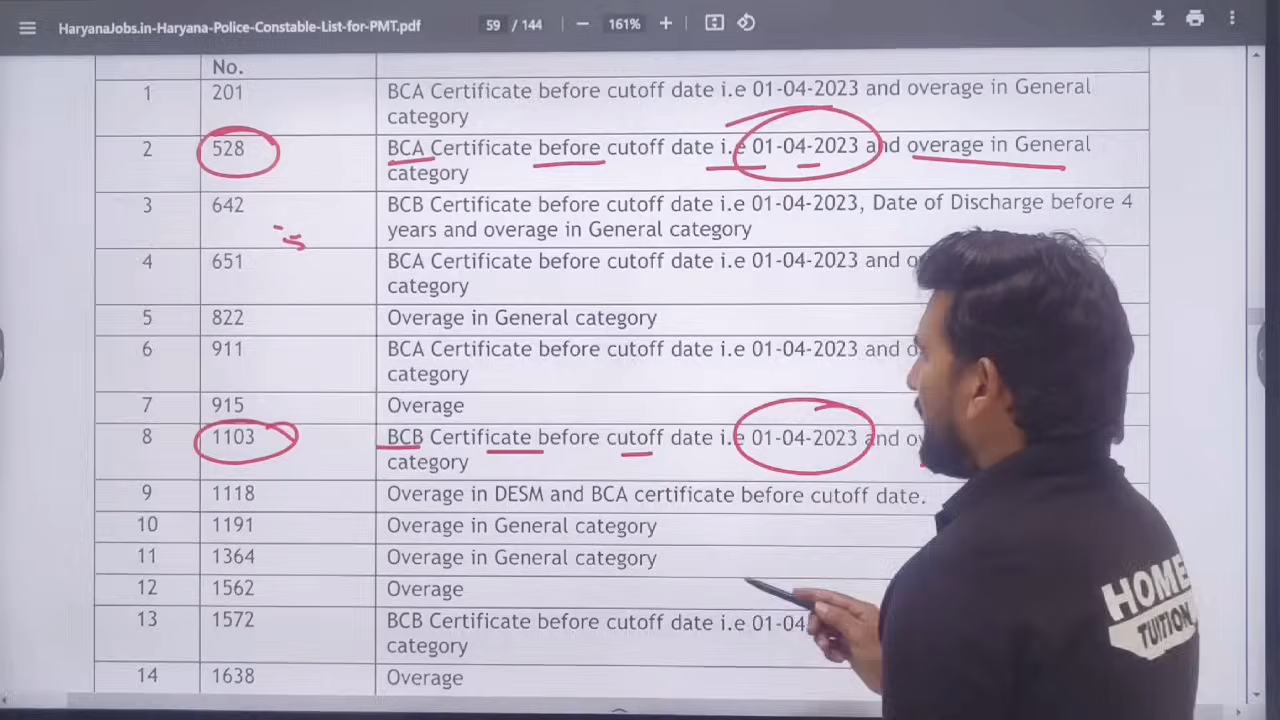 HaryanaJobs.in-Haryana-Police-Constable-List-for-PMT.pdf 59 / 144 161%
No.
1 201 BCA Certificate before cutoff date i.e 01-04-2023 and overage in General
category
2 528 BCA Certificate before cutoff date i.e 01-04-2023 and overage in General
category
3 642 BCB Certificate before cutoff date i.e 01-04-2023, Date of Discharge before 4
years and overage in General category
4 651 BCA Certificate before cutoff date i.e 01-04-2023 and
category
5 822 Overage in General category
6 911 BCA Certificate before cutoff date i.e 01-04-2023 and
category
7 915 Overage
8 1103 BCB Certificate before cutoff date i.e 01-04-2023 and
category
9 1118 Overage in DESM and BCA certificate before cutoff date.
10 1191 Overage in General category
11 1364 Overage in General category
12 1562 Overage
13 1572 BCB Certificate before cutoff date i.e 01-04
category
14 1638 Overage
HOME
TUITION